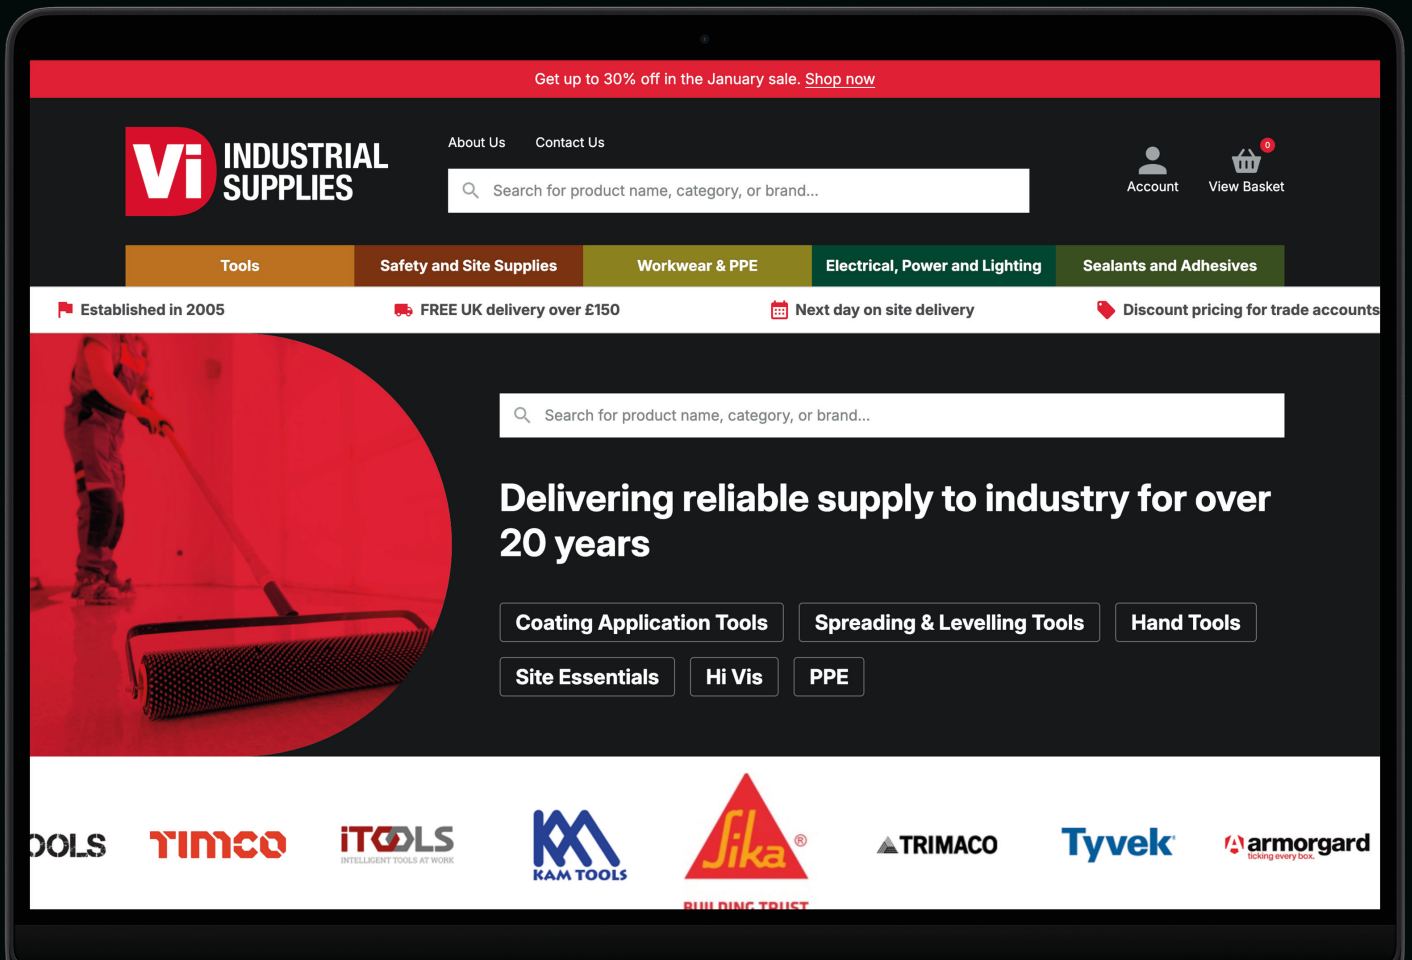 Get up to 30% off in the January sale. Shop now
Vi INDUSTRIAL
SUPPLIES
About Us Contact Us
Search for product name, category, or brand...
0
Account View Basket
Tools Safety and Site Supplies Workwear & PPE Electrical, Power and Lighting Sealants and Adhesives
Established in 2005 FREE UK delivery over £150 Next day on site delivery Discount pricing for trade accounts
Search for product name, category, or brand...
Delivering reliable supply to industry for over
20 years
Coating Application Tools Spreading & Levelling Tools Hand Tools
Site Essentials Hi Vis PPE
OOLS
TIMCO
iTOOLS
INTELLIGENT TOOLS AT WORK
KAM TOOLS
Sika®
BUILDING TRUST
TRIMACO
Tyvek
armorgard
ticking every box.